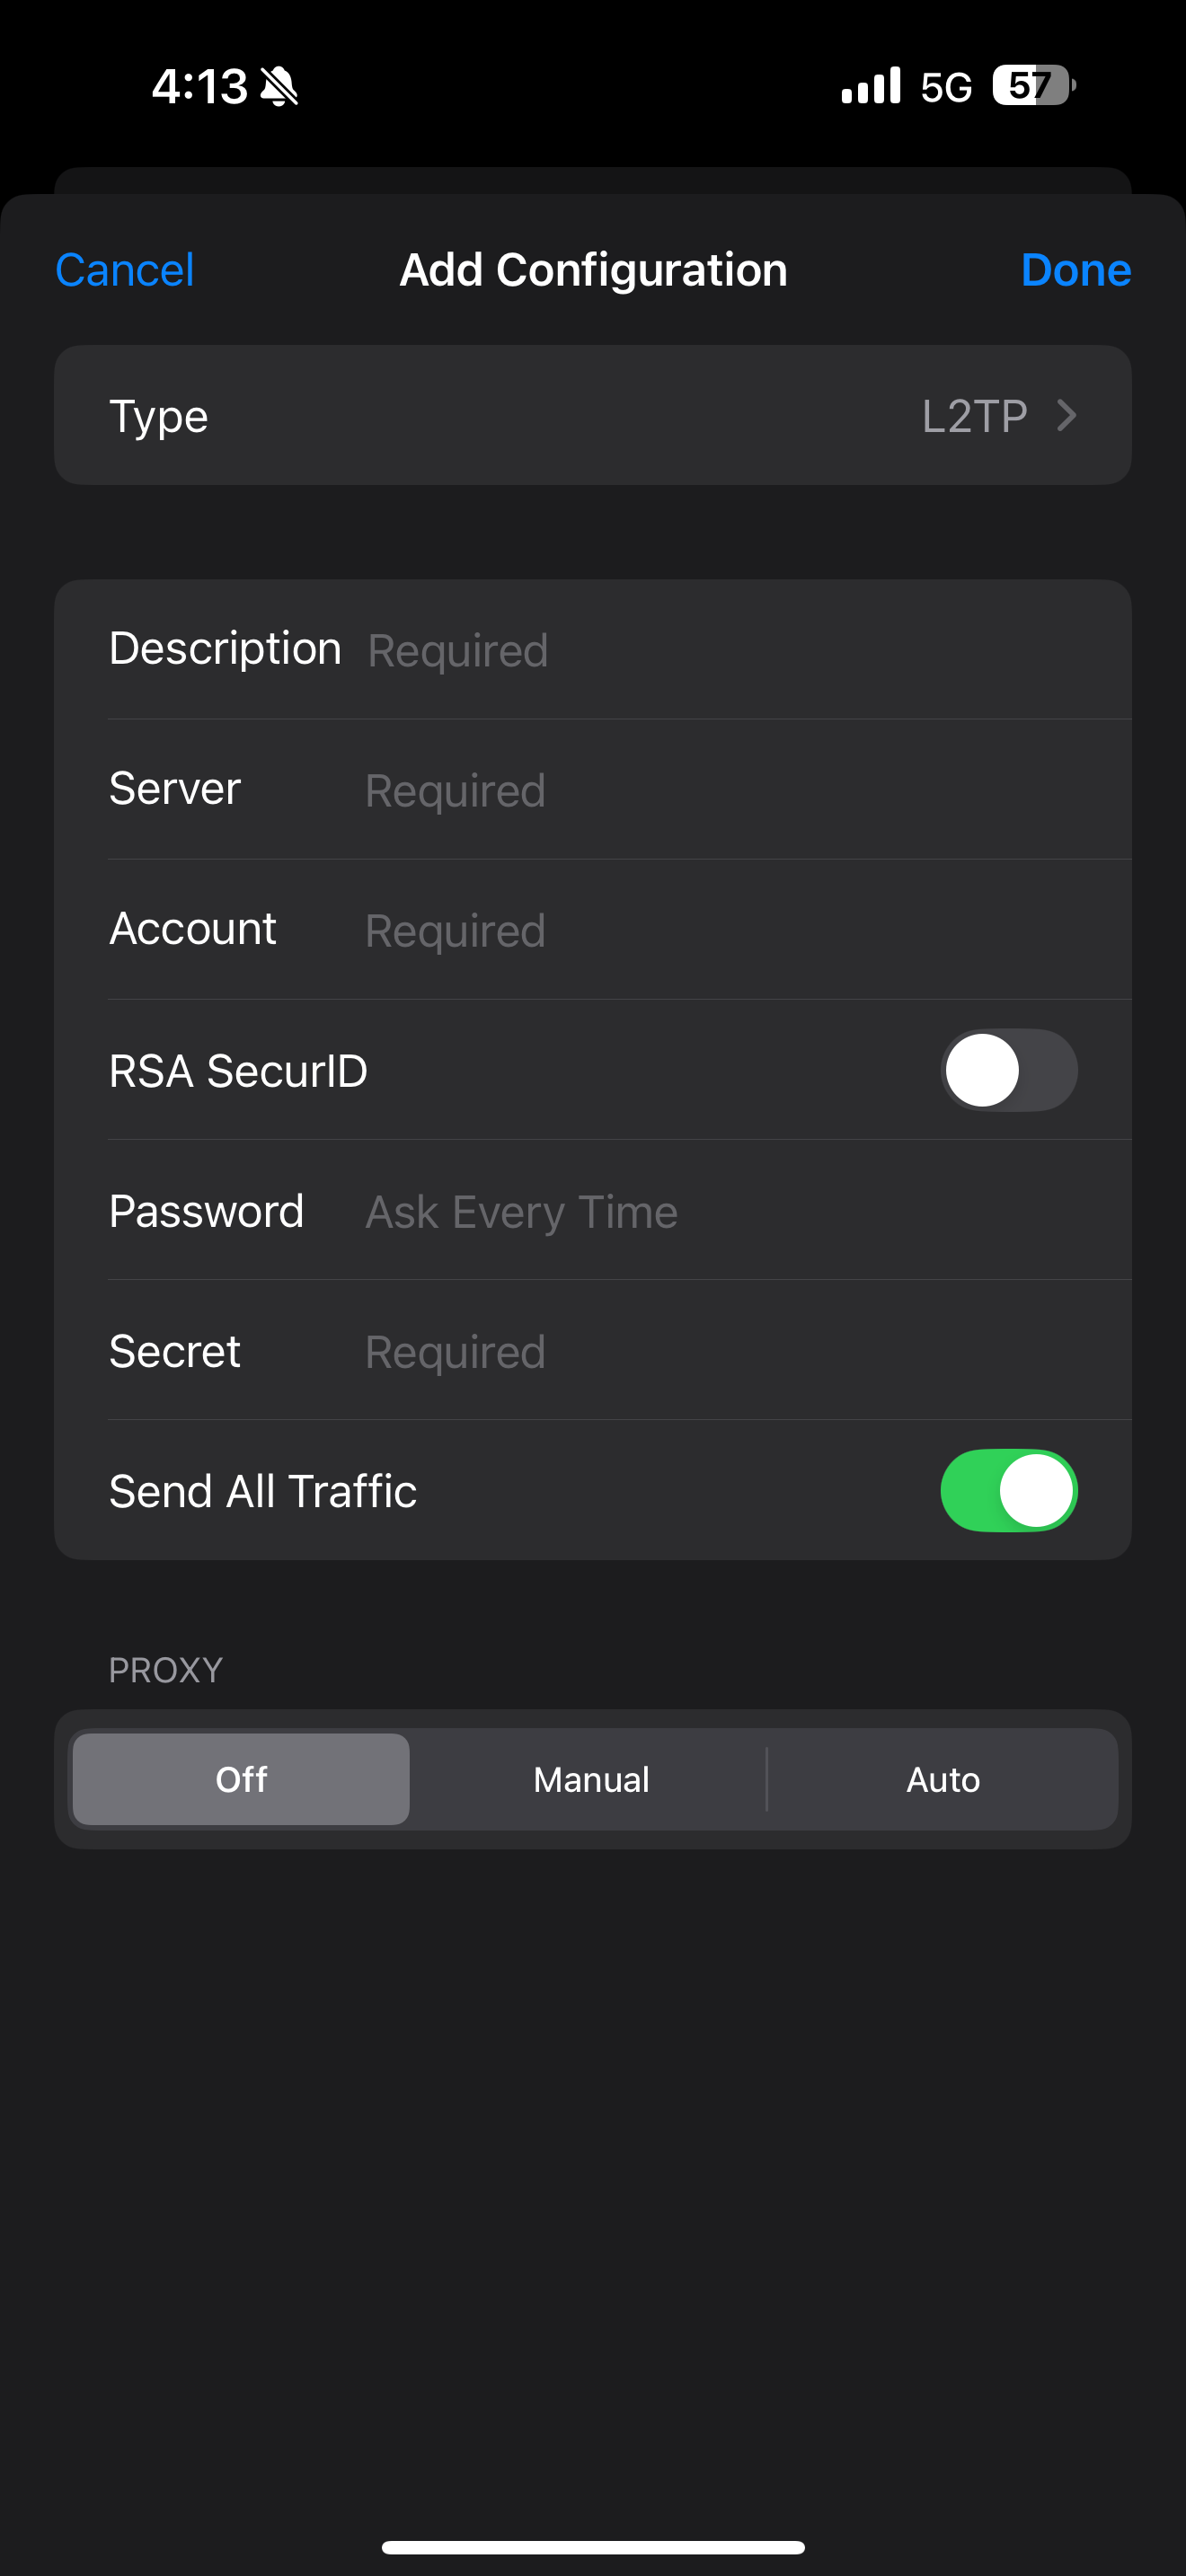 4:13 5G 57
Cancel Add Configuration Done
Type L2TP
Description Required
Server Required
Account Required
RSA SecurID
Password Ask Every Time
Secret Required
Send All Traffic
PROXY
Off Manual Auto